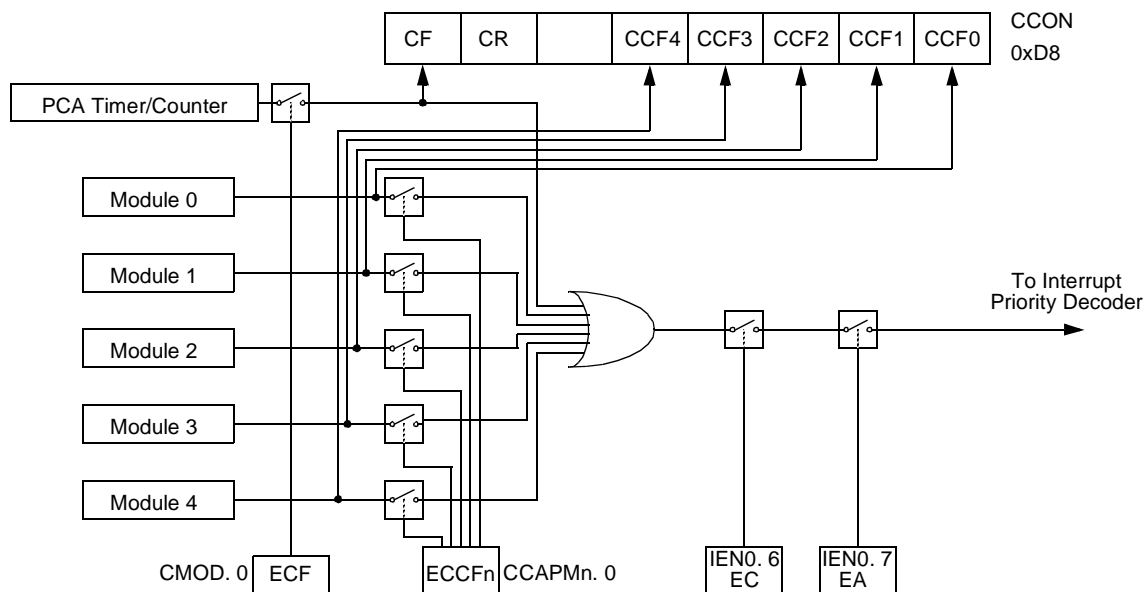 CF CR CCF4 CCF3 CCF2 CCF1 CCF0 CCON
0xD8
PCA Timer/Counter
Module 0
Module 1
To Interrupt
Priority Decoder
Module 2
Module 3
Module 4
CMOD. 0 ECF ECCFn CCAPMn. 0
IEN0. 6
EC
IEN0. 7
EA